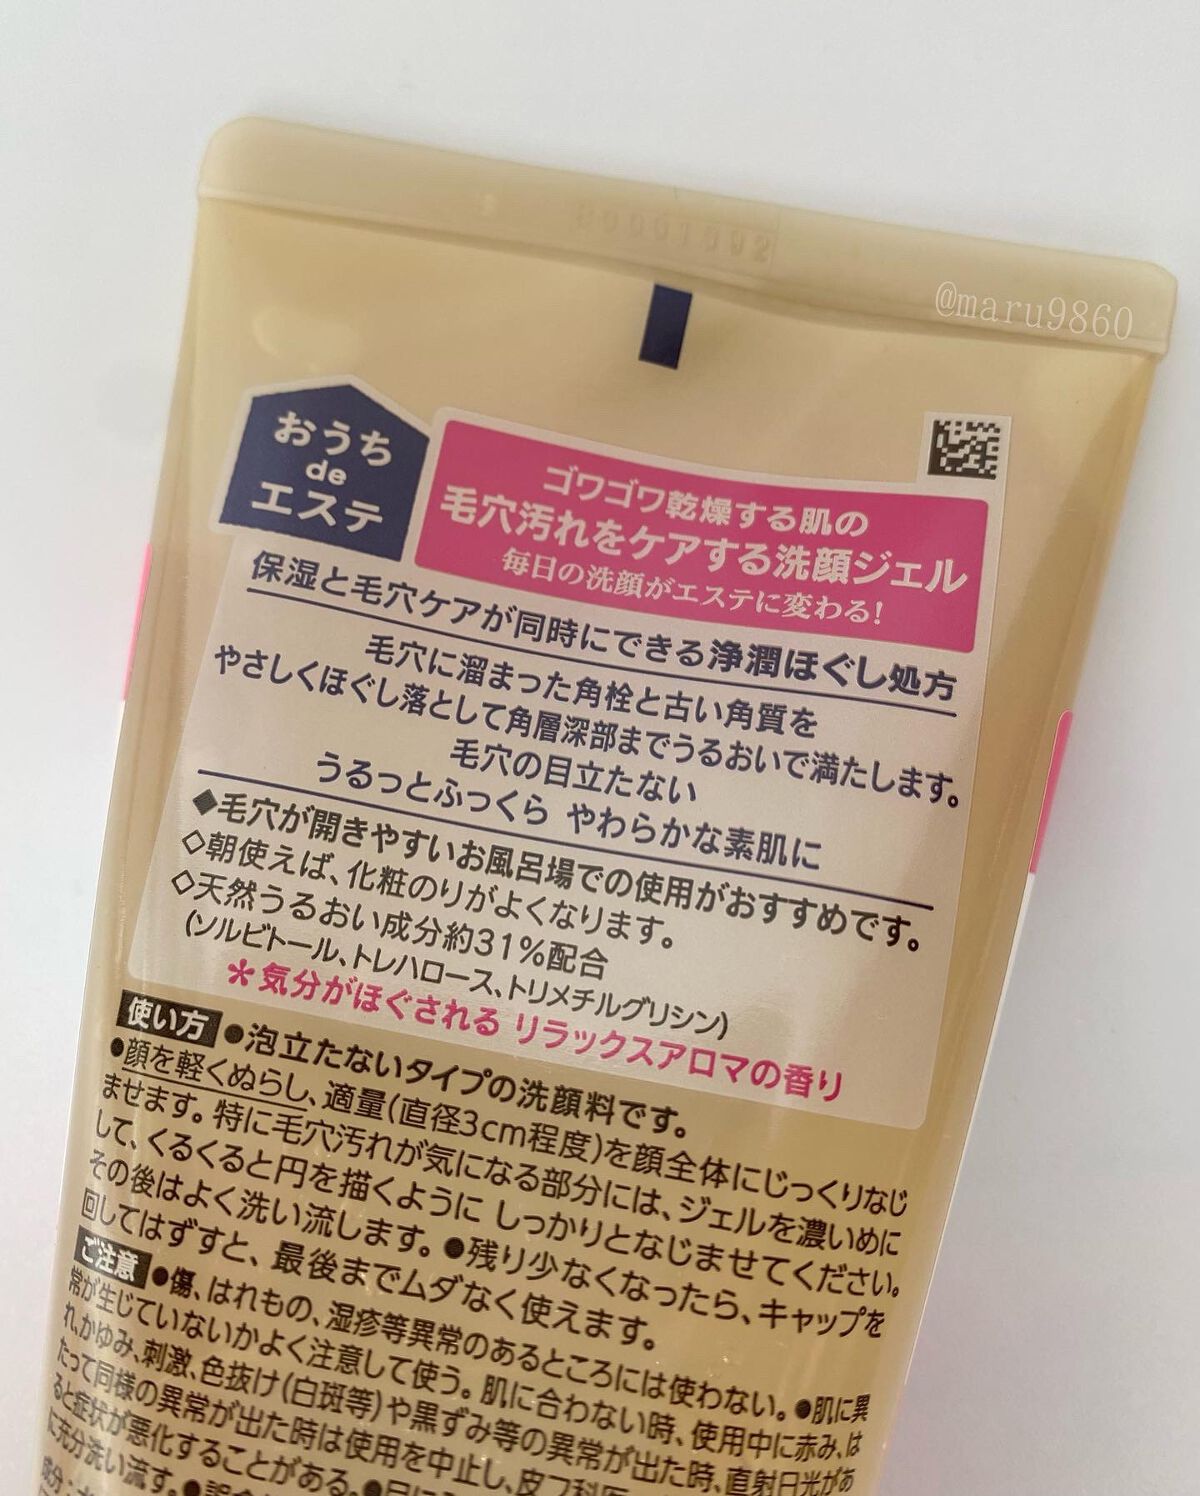 @maru9860
おうち
de
エステ
ゴワゴワ乾燥する肌の
毛穴汚れをケアする洗顔ジェル
毎日の洗顔がエステに変わる!
保湿と毛穴ケアが同時にできる浄潤ほぐし処方
毛穴に溜まった角栓と古い角質を
やさしくほぐし落として角層深部までうるおいで満たします。
毛穴の目立たない
うるっとふっくら やわらかな素肌に
◆毛穴が開きやすいお風呂場での使用がおすすめです。
◇朝使えば、化粧のりがよくなります。
◇天然うるおい成分約31%配合
(ソルビトール、トレハロース、トリメチルグリシン)
*気分がほぐされる リラックスアロマの香り
使い方 ●泡立たないタイプの洗顔料です。
●顔を軽くぬらし、適量(直径3cm程度)を顔全体にじっくりなじ
ませます。特に毛穴汚れが気になる部分には、ジェルを濃いめに
して、くるくると円を描くように しっかりとなじませてください。
その後はよく洗い流します。●残り少なくなったら、キャップを
回してはずすと、最後までムダなく使えます。
ご注意 ●傷、はれもの、湿疹等異常のあるところには使わない。●肌に異
常が生じていないかよく注意して使う。肌に合わない時、使用中に赤み、は
れ、かゆみ、刺激、色抜け(白斑等)や黒ずみ等の異常が出た時、直射日光があ
たって同様の異常が出た時は使用を中止し、皮フ科医
ると症状が悪化することがある。●目に
に充分洗い流す。●誤食
成分:水